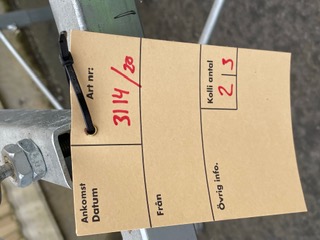 Art nr: 3114/20
Kolli antal
2 3
Ankomst
Datum
Från
Övrig info.